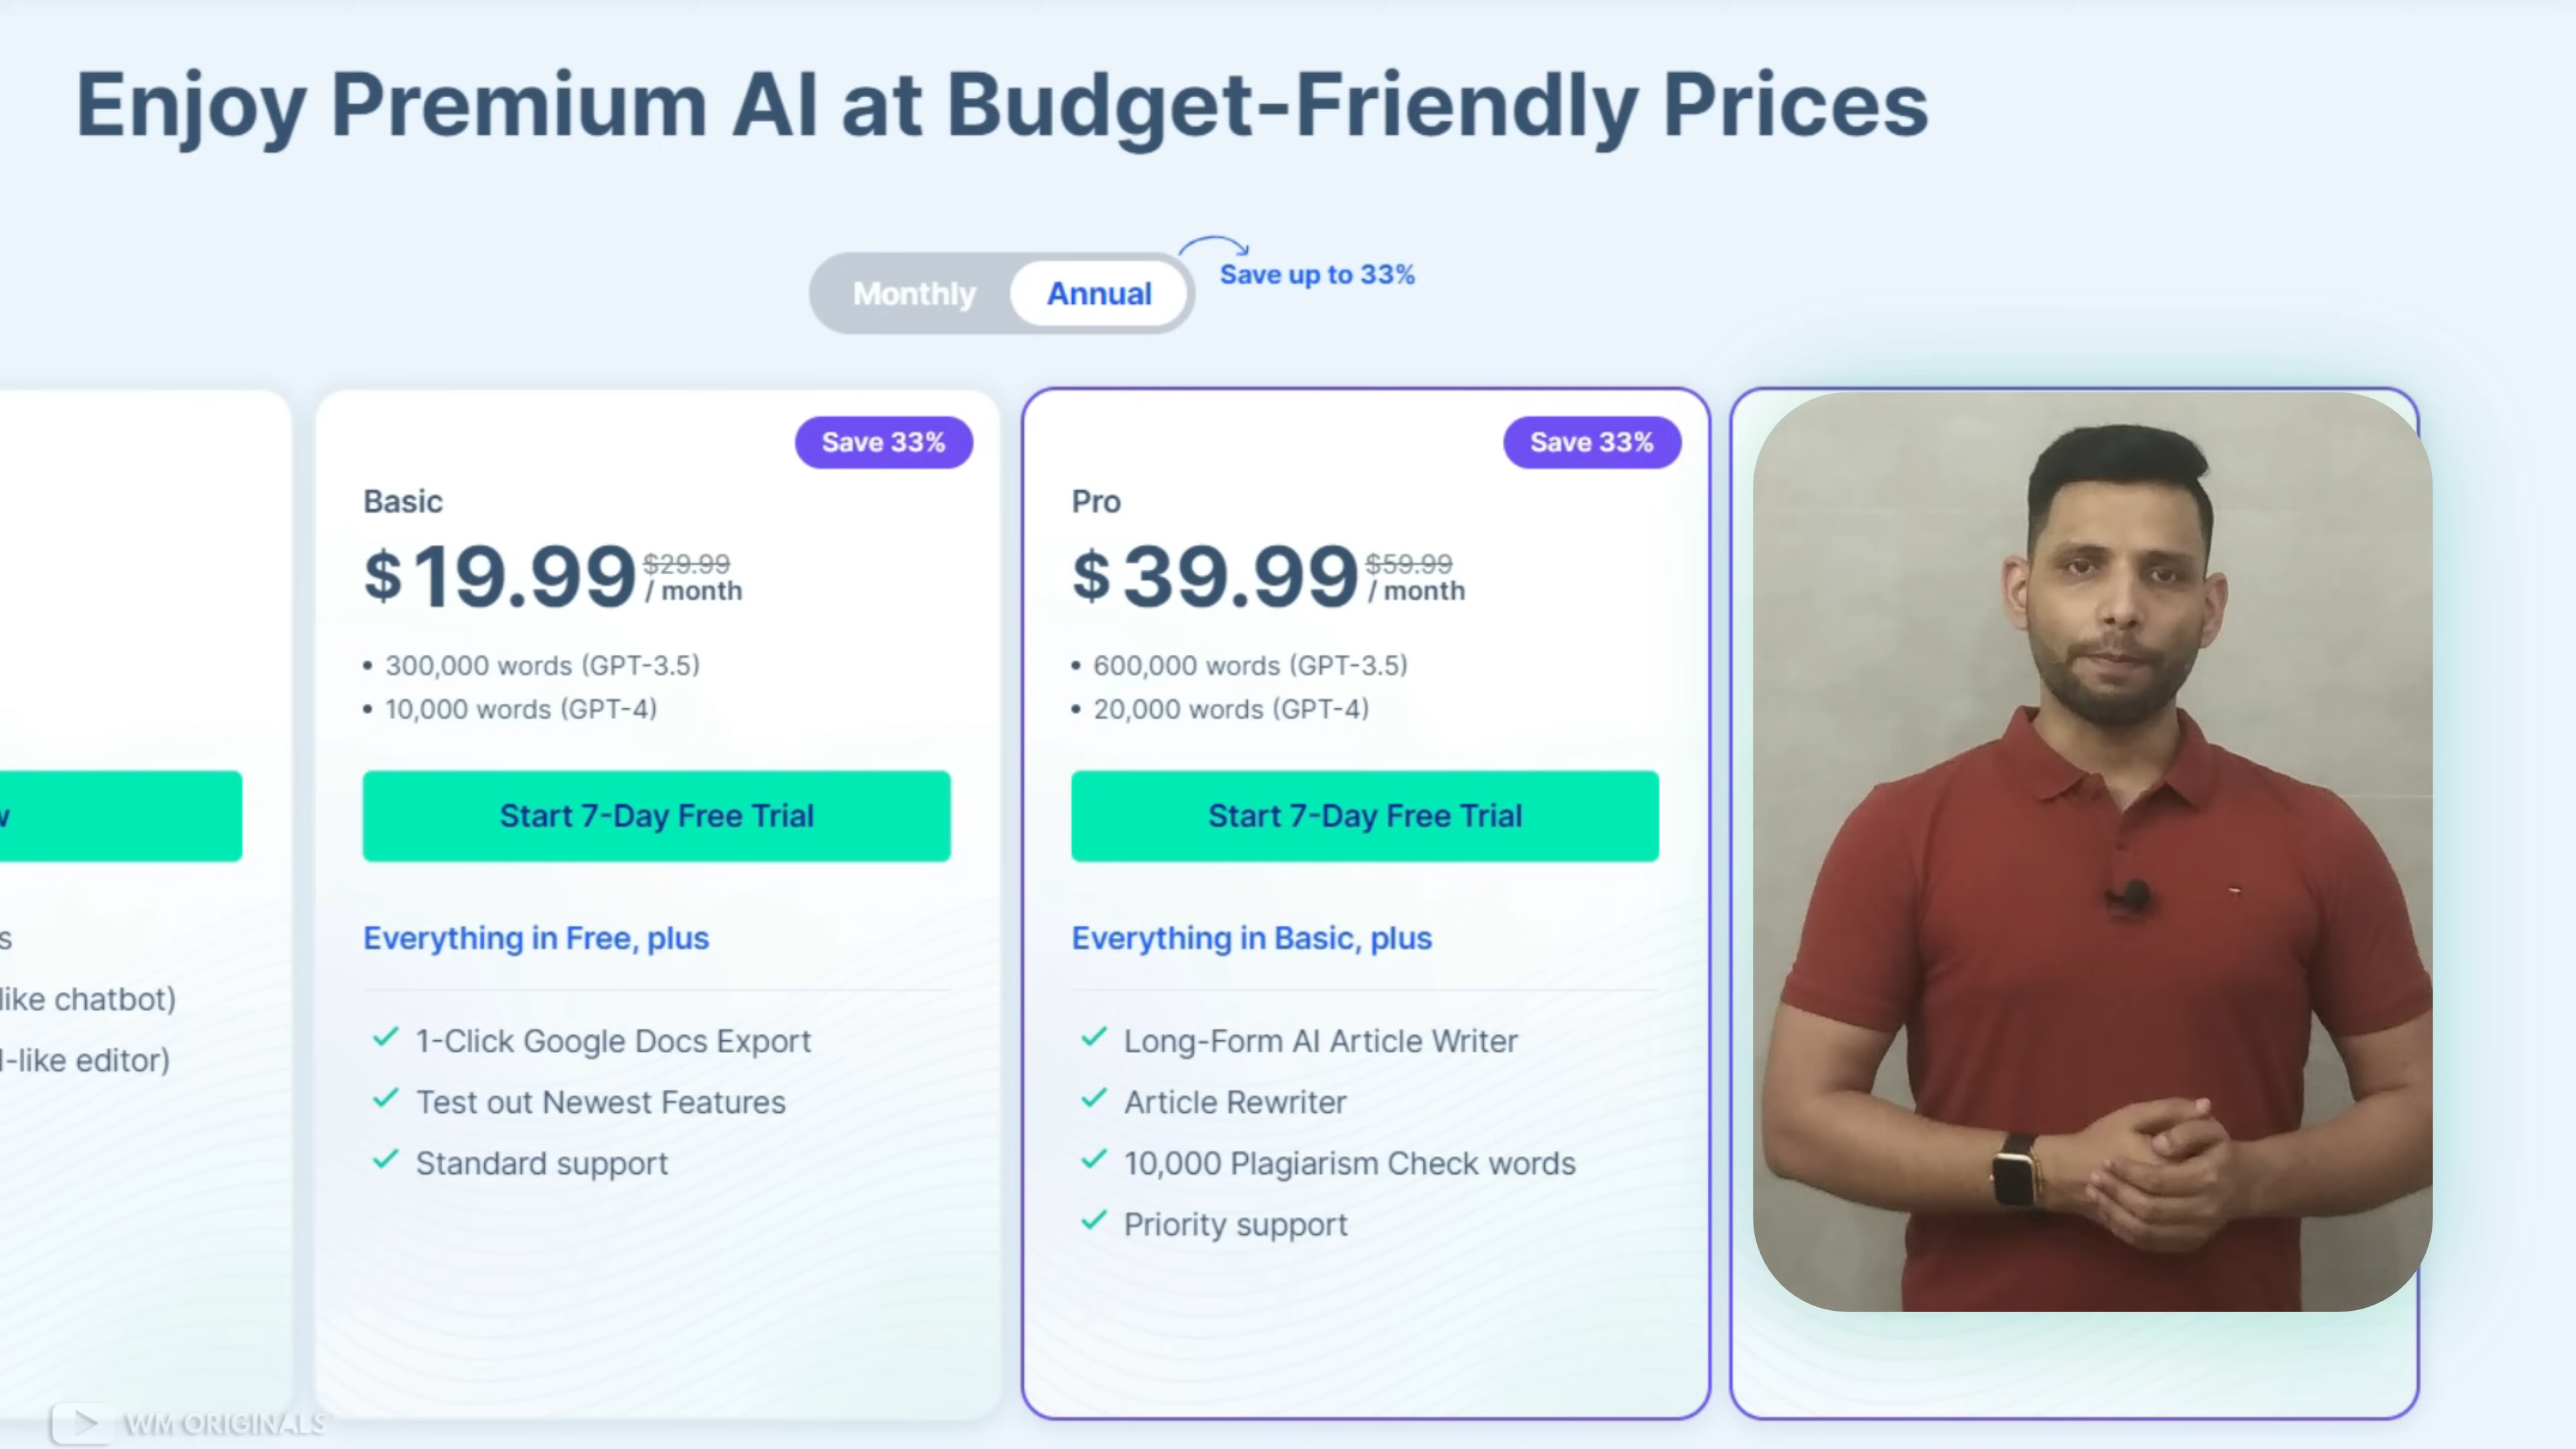 Enjoy Premium AI at Budget-Friendly Prices
Monthly
Annual
Save up to 33%
like chatbot)
-like editor)
Save 33%
Basic
$19.99
$29.99
/ month
• 300,000 words (GPT-3.5)
• 10,000 words (GPT-4)
Start 7-Day Free Trial
Everything in Free, plus
1-Click Google Docs Export
Test out Newest Features
Standard support
Save 33%
Pro
$39.99
$59.99
/ month
• 600,000 words (GPT-3.5)
• 20,000 words (GPT-4)
Start 7-Day Free Trial
Everything in Basic, plus
Long-Form AI Article Writer
Article Rewriter
10,000 Plagiarism Check words
Priority support
WM ORIGINALS